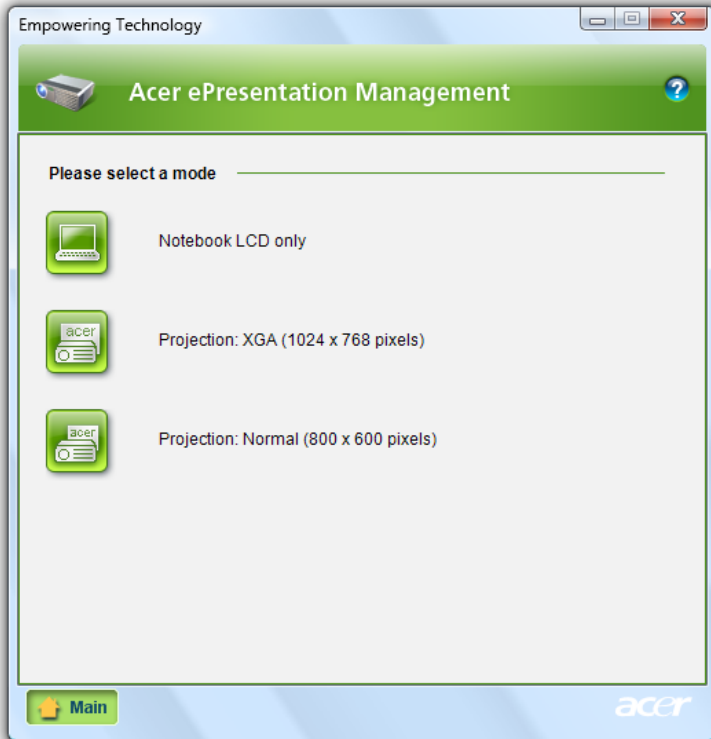 Empowering Technology
Acer ePresentation Management
?
Please select a mode
Notebook LCD only
acer
Projection: XGA (1024 x 768 pixels)
acer
Projection: Normal (800 x 600 pixels)
Main
acer